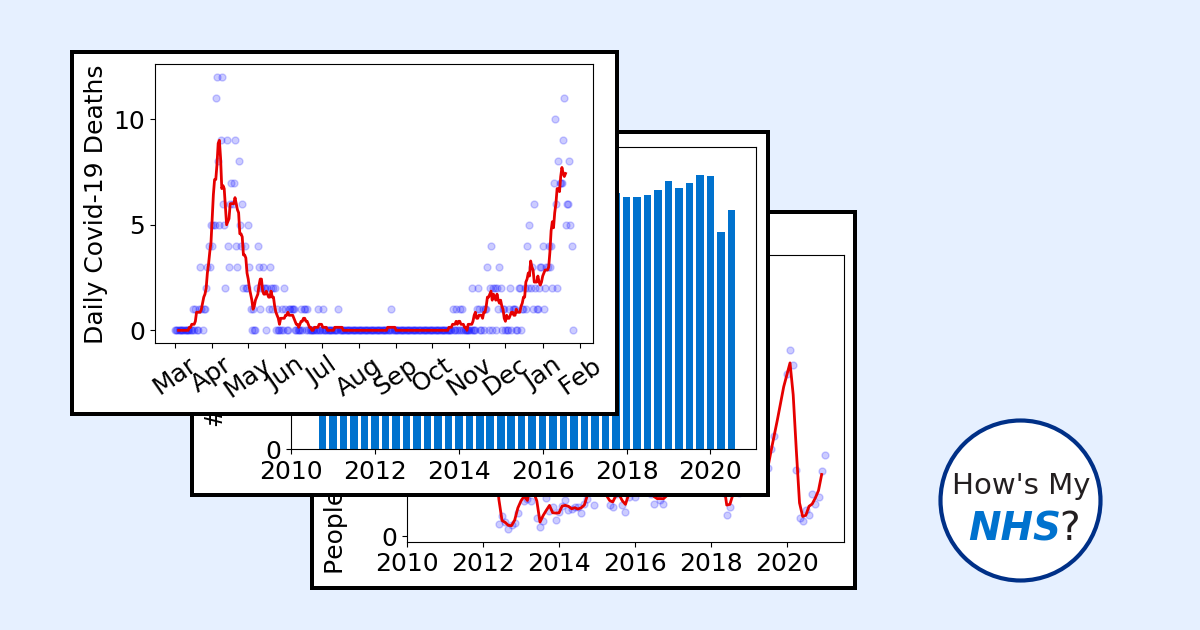 Daily Covid-19 Deaths
10
5
0
Mar Apr May Jun Jul Aug Sep Oct Nov Dec Jan Feb
#
0
2010 2012 2014 2016 2018 2020
People
0
2010 2012 2014 2016 2018 2020
How's My
NHS?